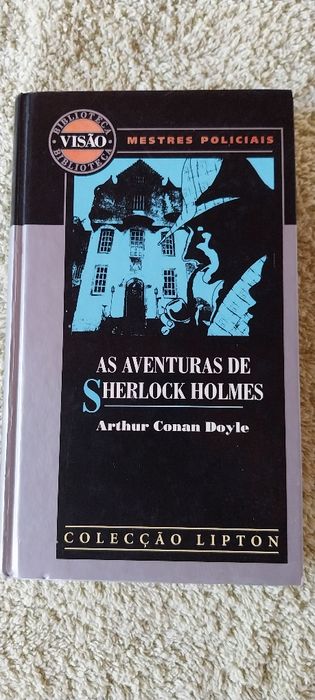 BIBLIOTECA
VISÃO
BIBLIOTECA
MESTRES POLICIAIS
AS AVENTURAS DE
SHERLOCK HOLMES
Arthur Conan Doyle
COLECÇÃO LIPTON